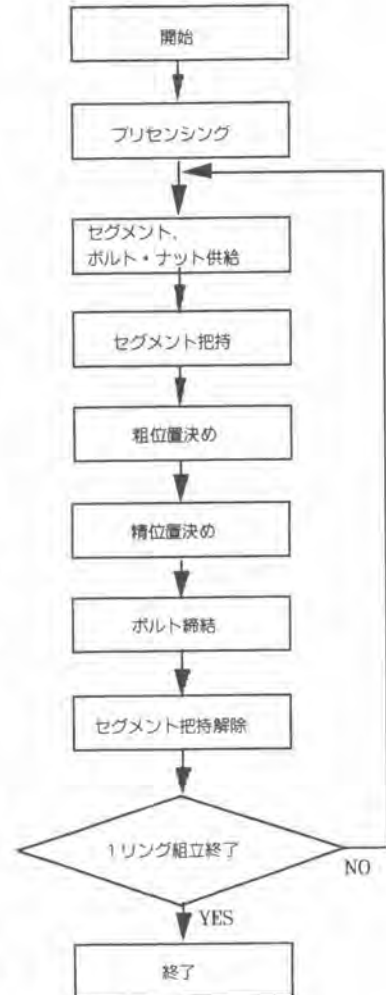 開始
プリセンシング
セグメント、
ボルト・ナット供給
セグメント把持
粗位置決め
精位置決め
ボルト締結
セグメント把持解除
1リング組立終了
NO
YES
終了